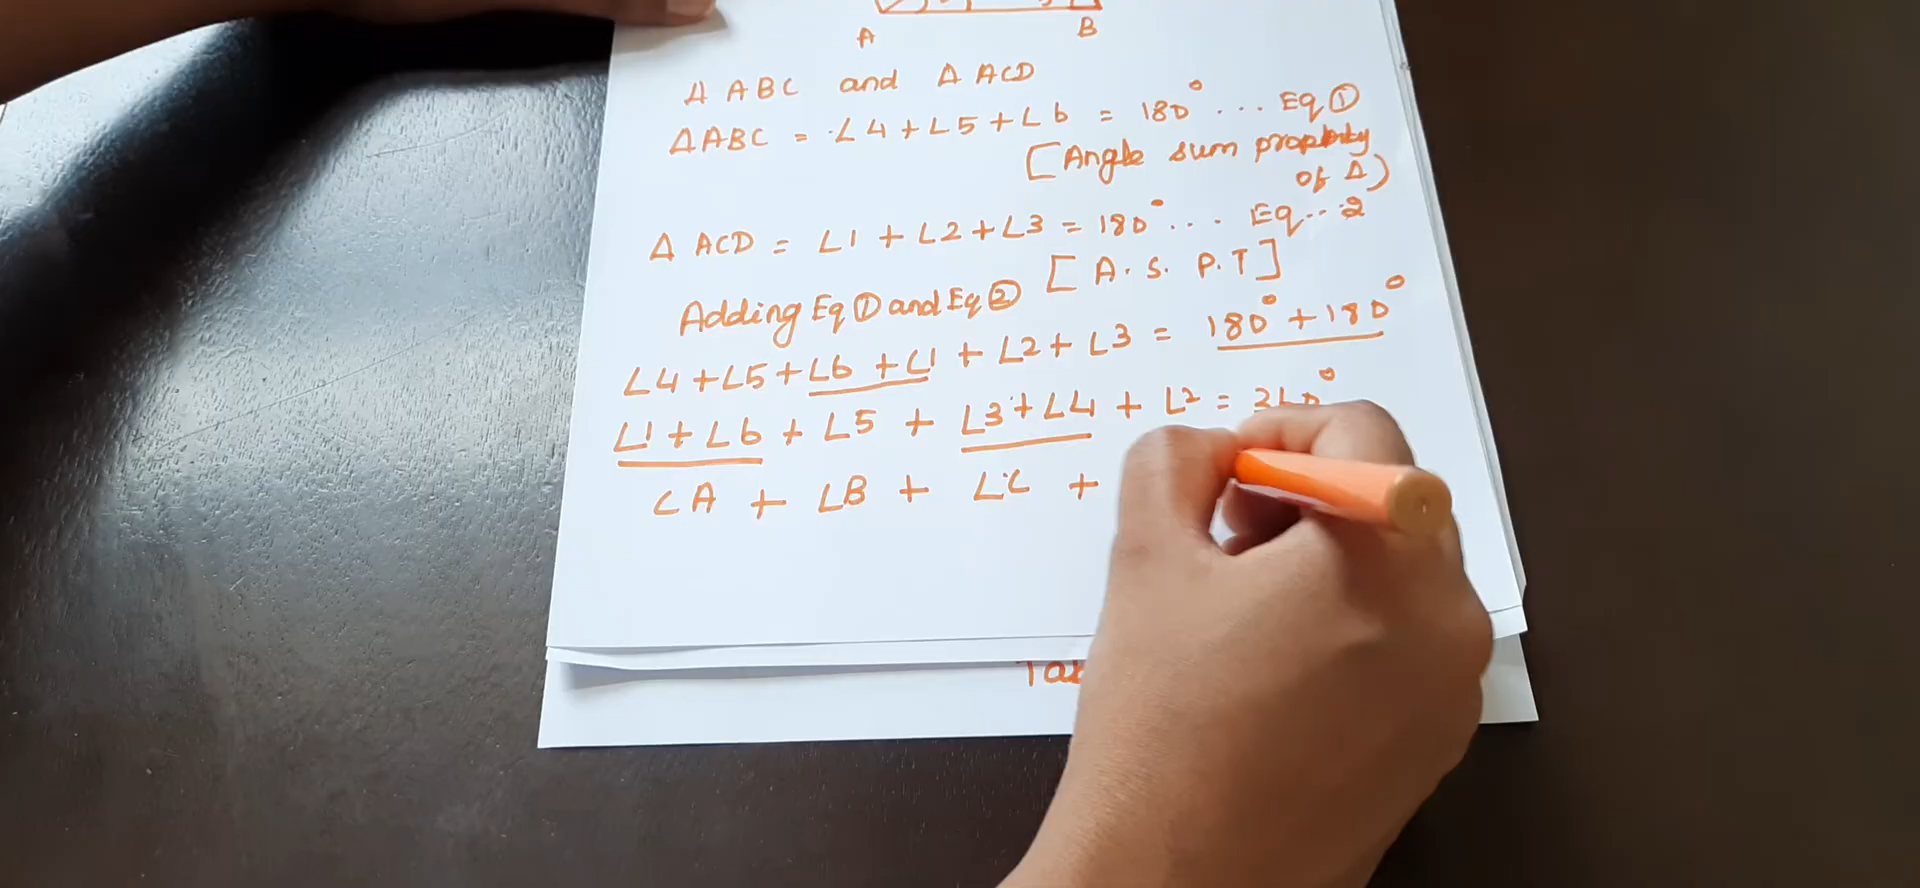 A B
Δ ABC and Δ ACD
ΔABC = ∠4 + ∠5 + ∠6 = 180° ... Eq ①
[Angle sum property
of Δ)
Δ ACD = ∠1 + ∠2 + ∠3 = 180° ... Eq... 2
[A. S. P. T]
Adding Eq ① and Eq ②
∠4 + ∠5 + ∠6 + ∠1 + ∠2 + ∠3 = 180° + 180°
∠1 + ∠6 + ∠5 + ∠3 + ∠4 + ∠2 = 360°
∠A + ∠B + ∠C +